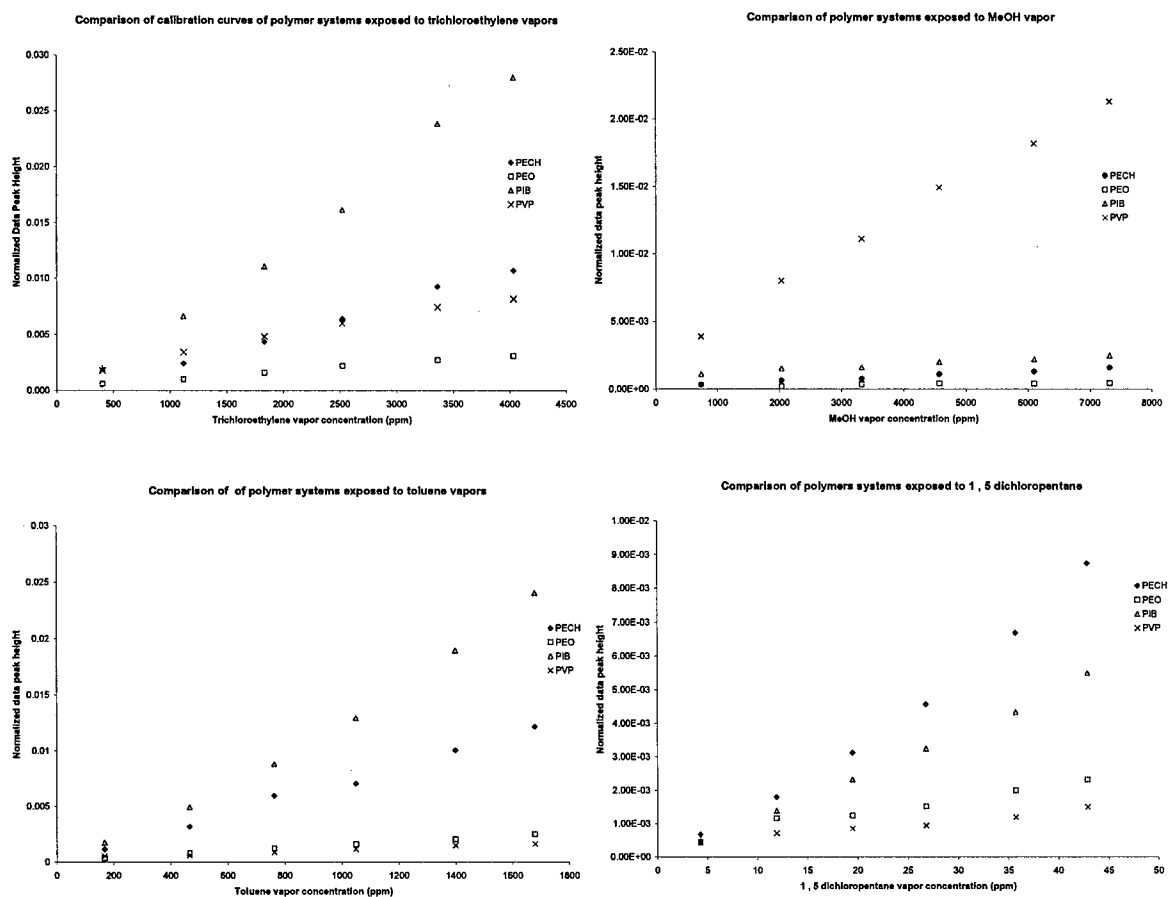 Comparison of calibration curves of polymer systems exposed to trichloroethylene vapors
Normalized Data Peak Height
0.030
0.025
0.020
0.015
0.010
0.005
0.000
0
500
1000
1500
2000
2500
3000
3500
4000
4500
Trichloroethylene vapor concentration (ppm)
PECH
PEO
PIB
PVP
Comparison of polymer systems exposed to MeOH vapor
Normalized data peak height
2.50E-02
2.00E-02
1.50E-02
1.00E-02
5.00E-03
0.00E+00
0
1000
2000
3000
4000
5000
6000
7000
8000
MeOH vapor concentration (ppm)
PECH
PEO
PIB
PVP
Comparison of of polymer systems exposed to toluene vapors
Normalized data peak height
0.03
0.025
0.02
0.015
0.01
0.005
0
0
200
400
600
800
1000
1200
1400
1600
1800
Toluene vapor concentration (ppm)
PECH
PEO
PIB
PVP
Comparison of polymers systems exposed to 1 , 5 dichloropentane
Normalized data peak height
1.00E-02
9.00E-03
8.00E-03
7.00E-03
6.00E-03
5.00E-03
4.00E-03
3.00E-03
2.00E-03
1.00E-03
0.00E+00
0
5
10
15
20
25
30
35
40
45
50
1 , 5 dichloropentane vapor concentration (ppm)
PECH
PEO
PIB
PVP